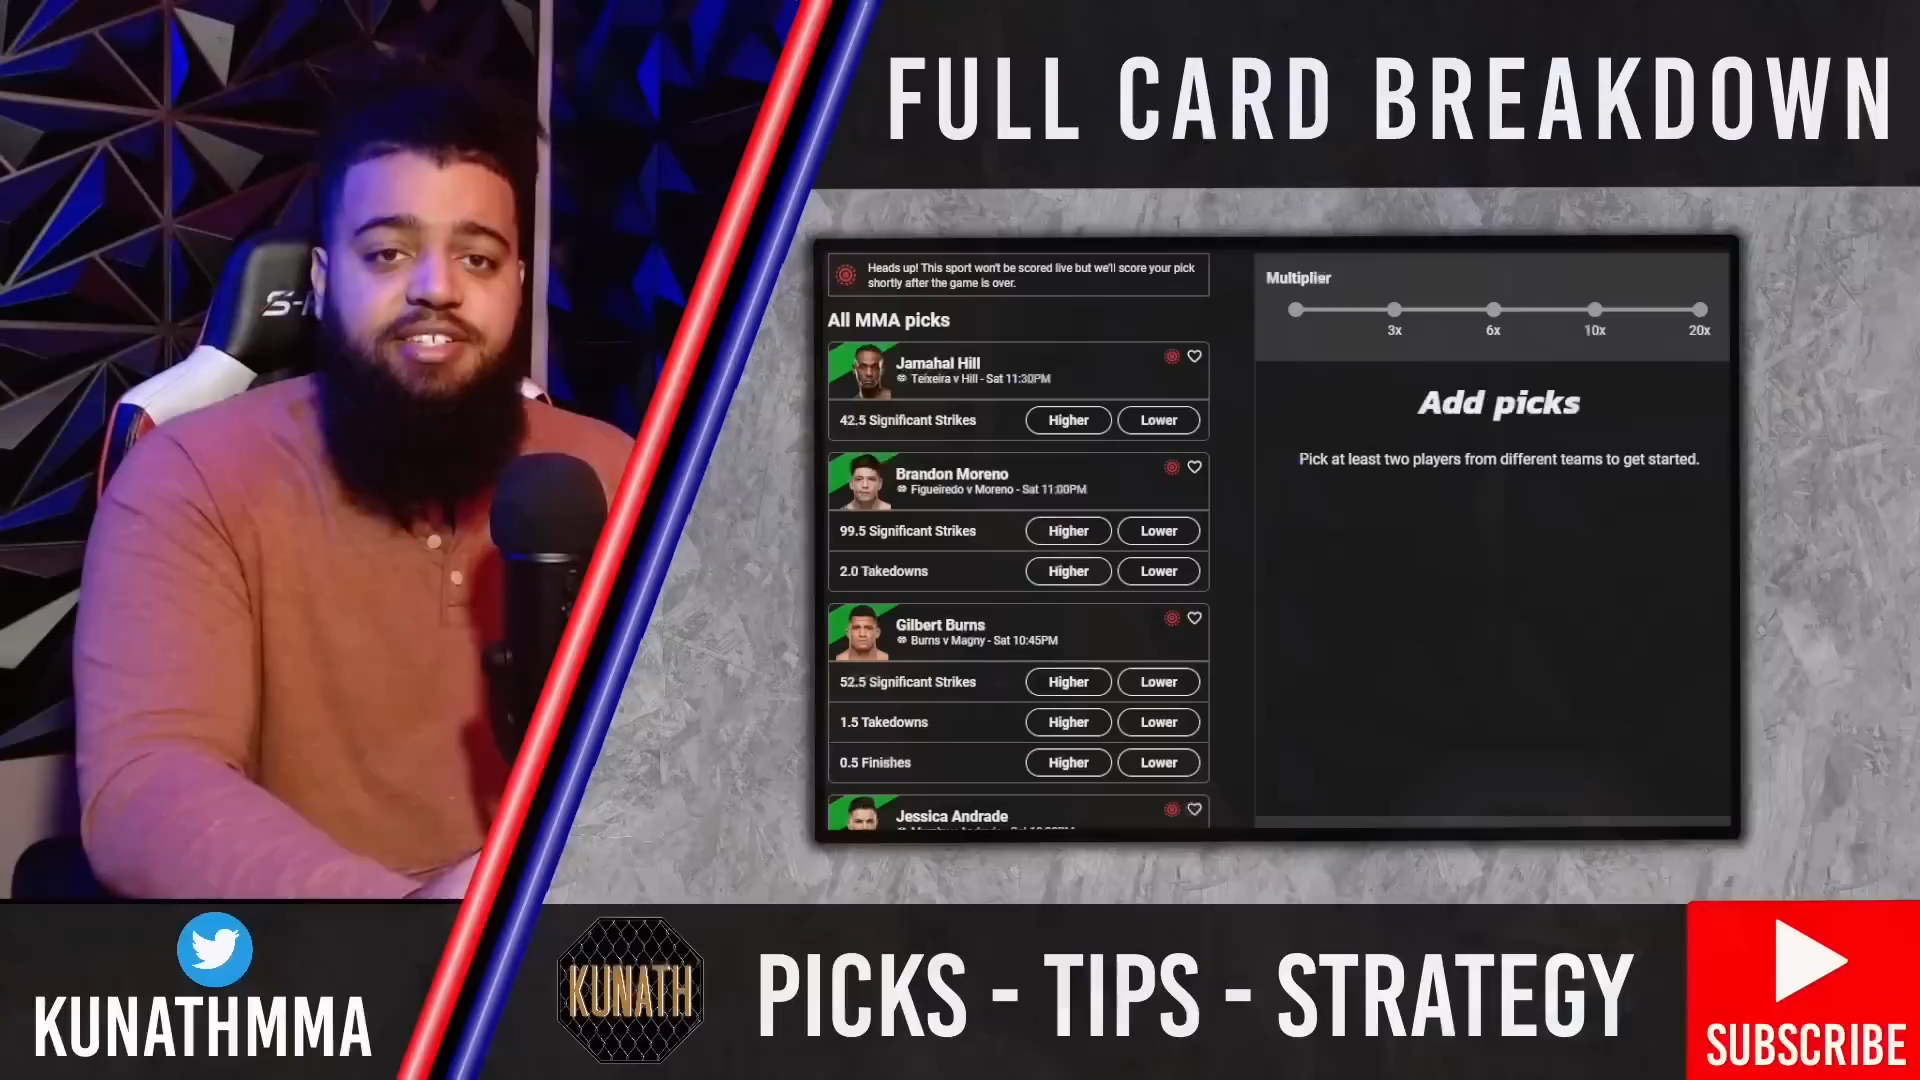 FULL CARD BREAKDOWN
Heads up! This sport won't be scored live but we'll score your pick
shortly after the game is over.
All MMA picks
Jamahal Hill
Teixeira v Hill - Sat 11:30PM
42.5 Significant Strikes Higher Lower
Brandon Moreno
Figueiredo v Moreno - Sat 11:00PM
99.5 Significant Strikes Higher Lower
2.0 Takedowns Higher Lower
Gilbert Burns
Burns v Magny - Sat 10:45PM
52.5 Significant Strikes Higher Lower
1.5 Takedowns Higher Lower
0.5 Finishes Higher Lower
Jessica Andrade
Multiplier
3x 6x 10x 20x
Add picks
Pick at least two players from different teams to get started.
KUNATHMMA
KUNATH
PICKS - TIPS - STRATEGY
SUBSCRIBE